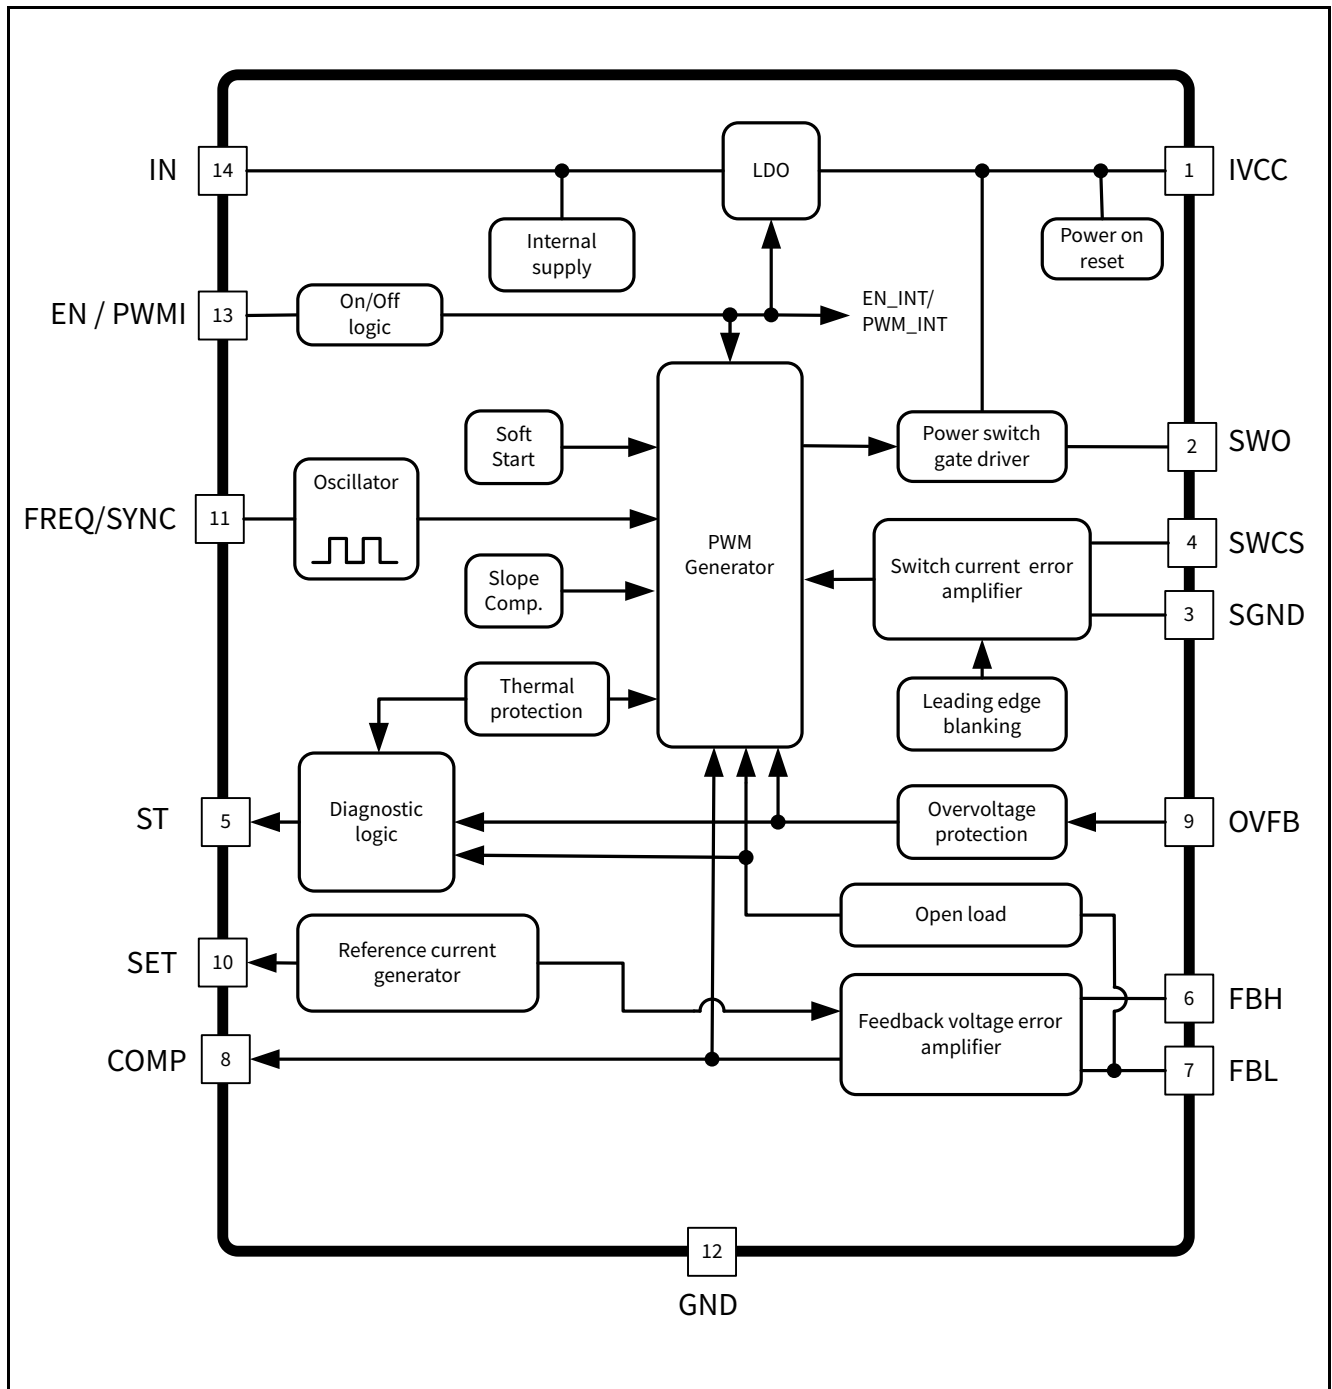 IN
14
LDO
1
IVCC
Internal
supply
Power on
reset
EN / PWMI
13
On/Off
logic
EN_INT/
PWM_INT
Soft
Start
Power switch
gate driver
2
SWO
FREQ/SYNC
11
Oscillator
PWM
Generator
Switch current error
amplifier
4
SWCS
3
SGND
Slope
Comp.
Thermal
protection
Leading edge
blanking
ST
5
Diagnostic
logic
Overvoltage
protection
9
OVFB
Open load
SET
10
Reference current
generator
Feedback voltage error
amplifier
6
FBH
COMP
8
7
FBL
12
GND